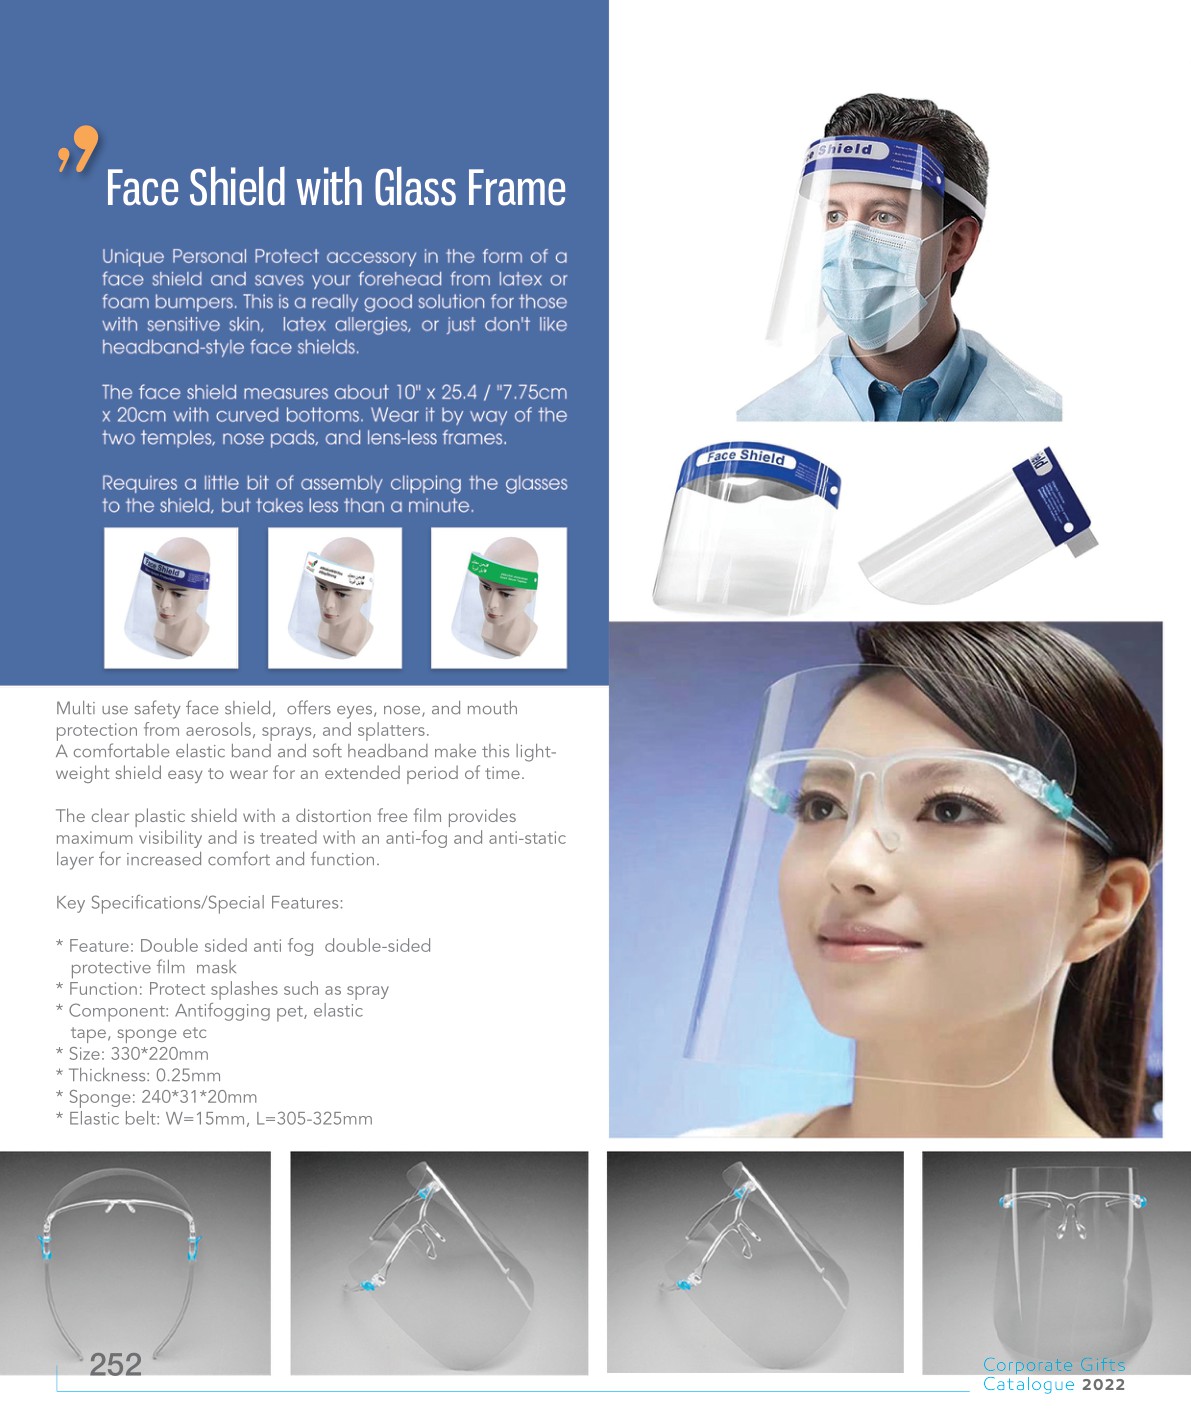 Face Shield with Glass Frame
Unique Personal Protect accessory in the form of a
face shield and saves your forehead from latex or
foam bumpers. This is a really good solution for those
with sensitive skin,  latex allergies, or just don't like
headband-style face shields.
The face shield measures about 10" x 25.4 / "7.75cm
x 20cm with curved bottoms. Wear it by way of the
two temples, nose pads, and lens-less frames.
Requires a little bit of assembly clipping the glasses
to the shield, but takes less than a minute.
Face Shield
e Shield
Face Shield
ield
Multi use safety face shield,  offers eyes, nose, and mouth
protection from aerosols, sprays, and splatters.
A comfortable elastic band and soft headband make this light-
weight shield easy to wear for an extended period of time.
The clear plastic shield with a distortion free film provides
maximum visibility and is treated with an anti-fog and anti-static
layer for increased comfort and function.
Key Specifications/Special Features:
* Feature: Double sided anti fog  double-sided
protective film  mask
* Function: Protect splashes such as spray
* Component: Antifogging pet, elastic
tape, sponge etc
* Size: 330*220mm
* Thickness: 0.25mm
* Sponge: 240*31*20mm
* Elastic belt: W=15mm, L=305-325mm
252
Corporate Gifts
Catalogue 2022